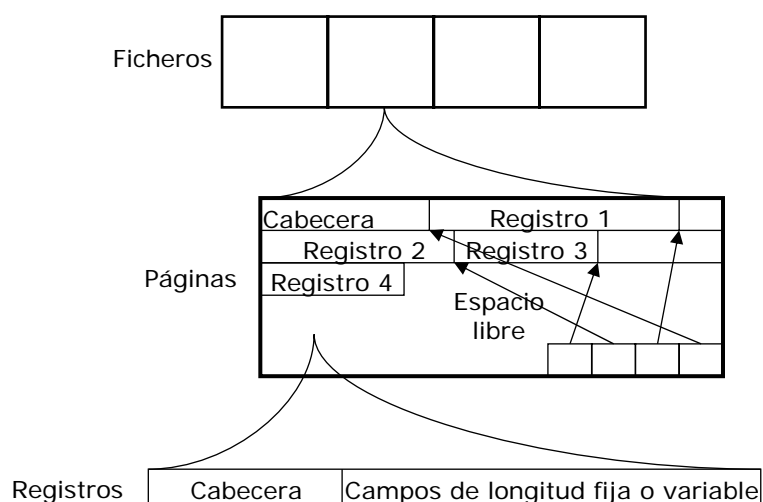 Ficheros
Cabecera
Registro 1
Registro 2
Registro 3
Páginas
Registro 4
Espacio
libre
Registros
Cabecera
Campos de longitud fija o variable